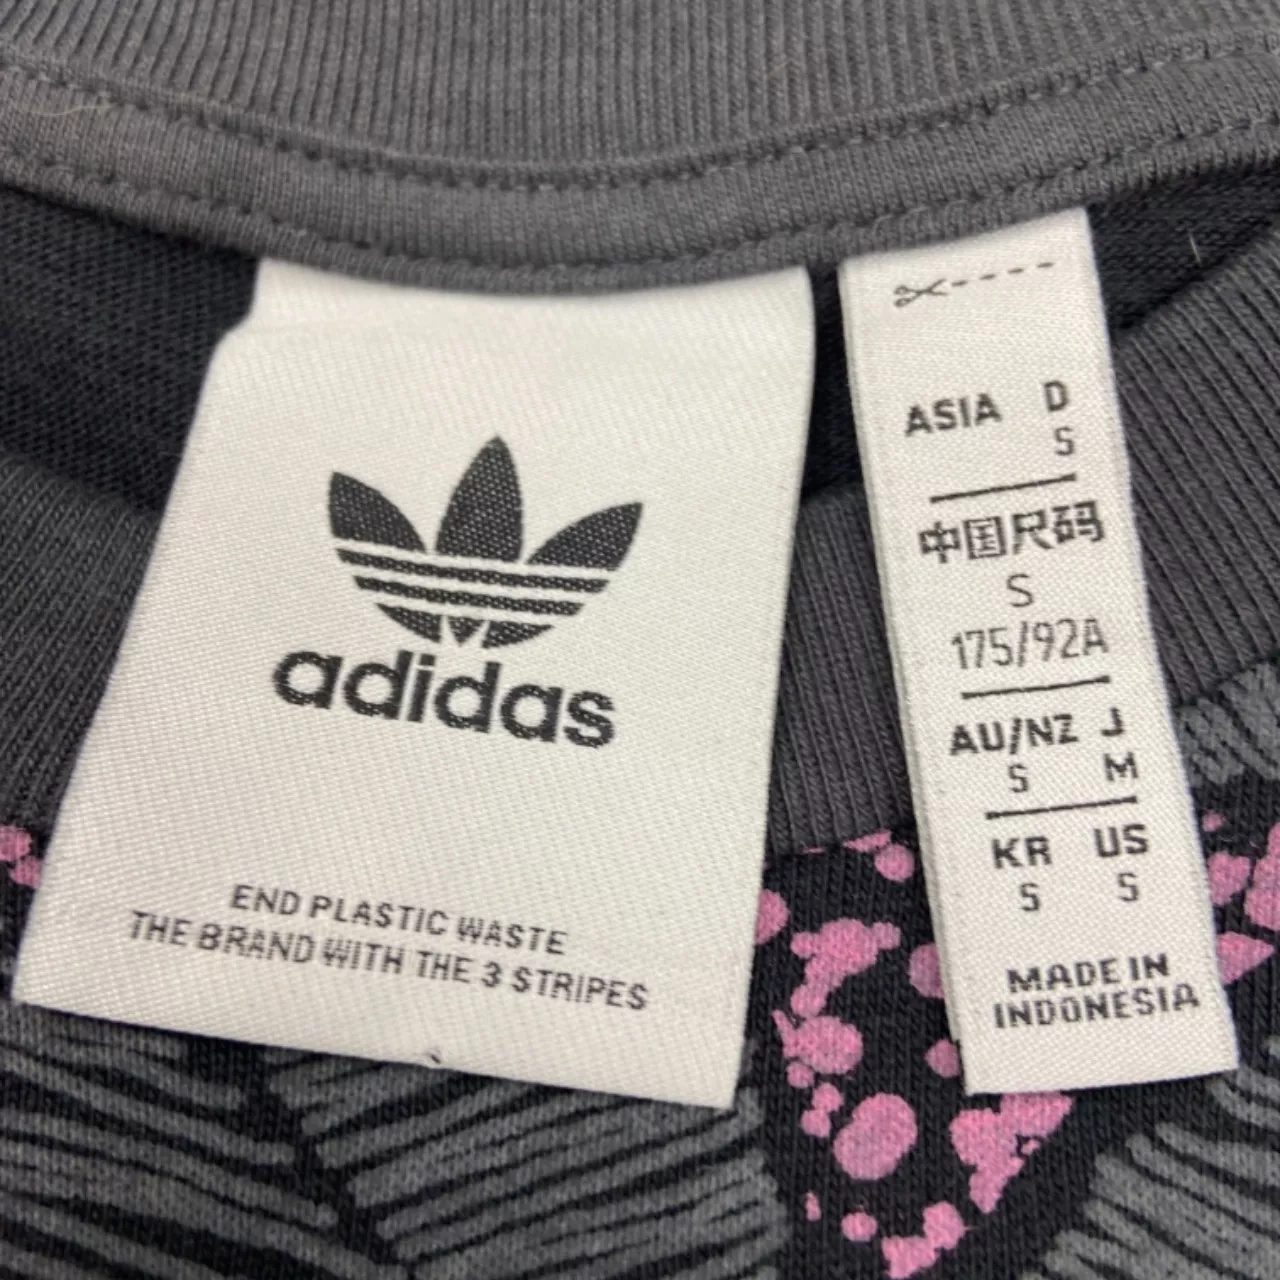 adidas
END PLASTIC WASTE
THE BRAND WITH THE 3 STRIPES
ASIA D
S
中国尺码
S
175/92A
AU/NZ J
S M
KR US
S S
MADE IN
INDONESIA